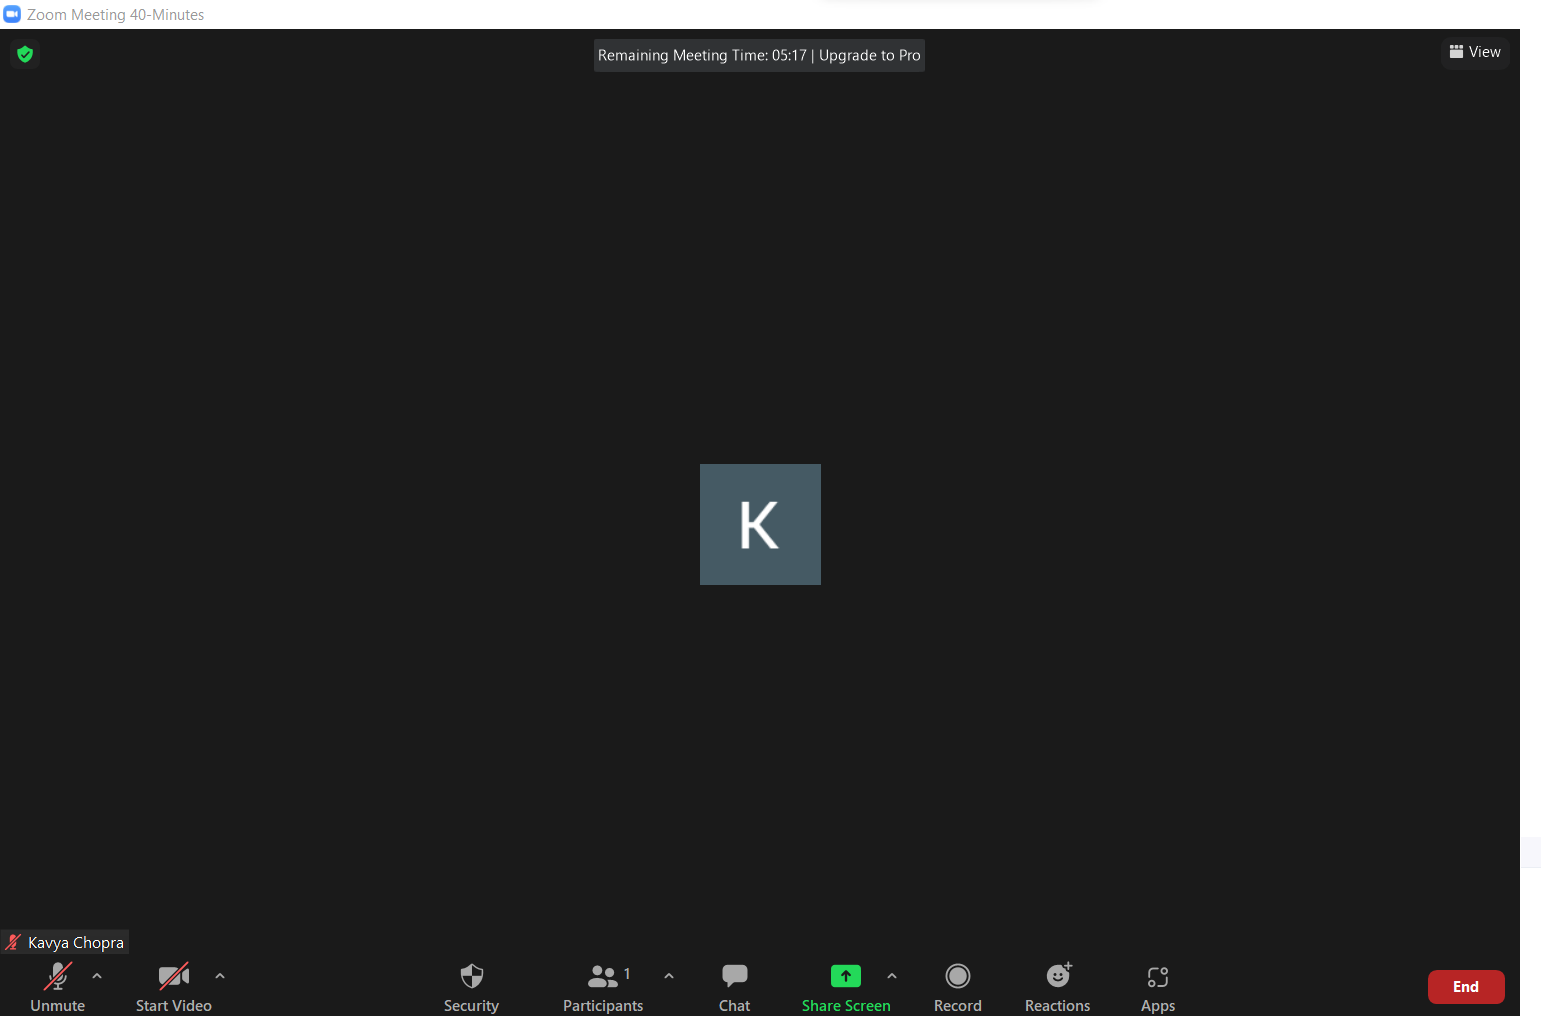 Zoom Meeting 40-Minutes
Remaining Meeting Time: 05:17 | Upgrade to Pro
View
K
Kavya Chopra
Unmute
Start Video
Security
1
Participants
Chat
Share Screen
Record
Reactions
Apps
End